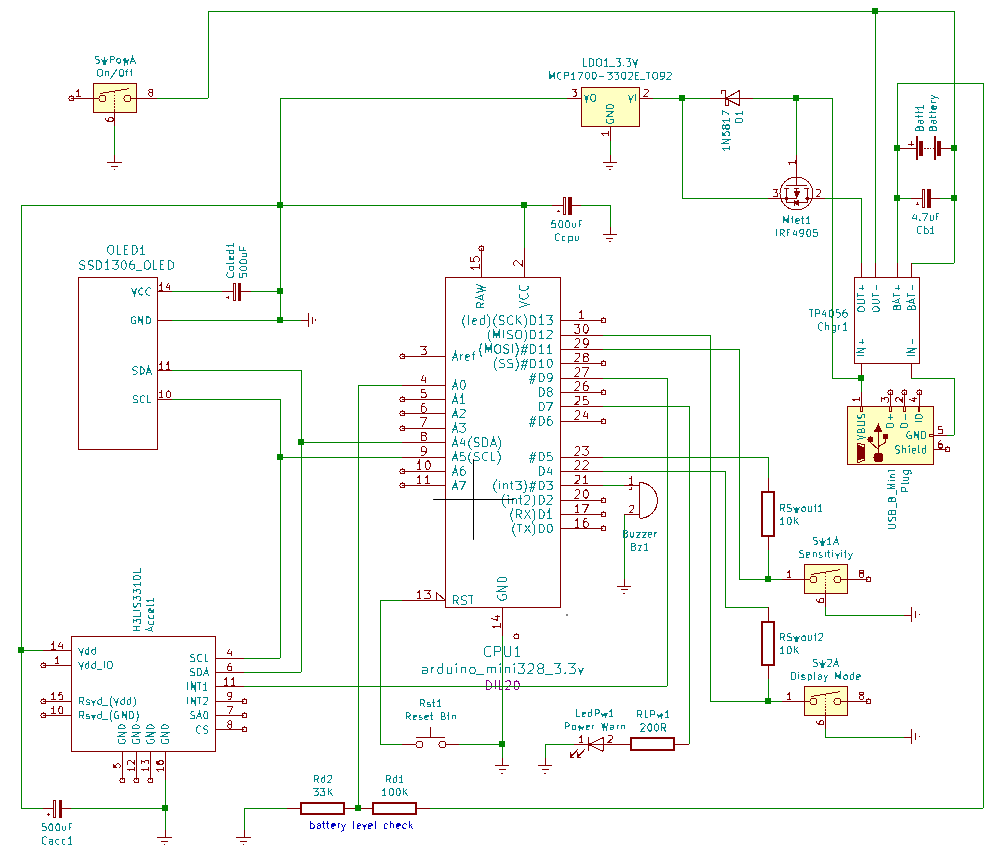 SwPowA
On/Off
1
8
6
LDO1_3.3V
MCP1700-3302E_TO92
3
VO
VI
2
GND
1
1N5817
D1
Batt1
Battery
4.7uF
Cb1
1
3
2
Mfet1
IRF4905
500uF
Ccpu
OLED1
SSD1306_OLED
VCC
14
GND
SDA
11
SCL
10
Coled1
500uF
TP4056
Chgr1
OUT+
OUT-
BAT+
BAT-
IN+
IN-
15
RAW
2
VCC
(led)(SCK)D13
1
(MISO)D12
30
(MOSI)#D11
29
(SS)#D10
28
#D9
27
D8
26
D7
25
#D6
24
#D5
23
D4
22
(int3)#D3
21
(int2)D2
20
(RX)D1
17
(TX)D0
16
3
Aref
4
A0
5
A1
6
A2
7
A3
8
A4(SDA)
9
A5(SCL)
10
A6
11
A7
13
RST
GND
14
CPU1
arduino_mini328_3.3v
DIL20
1
2
Buzzer
Bz1
1
3
2
4
VBUS
D+
D-
ID
GND
5
Shield
6
USB_B_Mini
Plug
RSwout1
10k
Sw1A
Sensitivity
1
8
6
RSwout2
10k
Sw2A
Display Mode
1
8
6
H3LIS3310L
Accel1
14
Vdd
1
Vdd_IO
15
Rsvd_(Vdd)
10
Rsvd_(GND)
SCL
4
SDA
6
INT1
11
INT2
9
SA0
7
CS
8
GND
GND
GND
GND
5
12
13
16
500uF
Cacc1
Rst1
Reset Btn
LedPw1
Power Warn
1
2
RLPw1
200R
Rd2
33k
Rd1
100k
battery level check